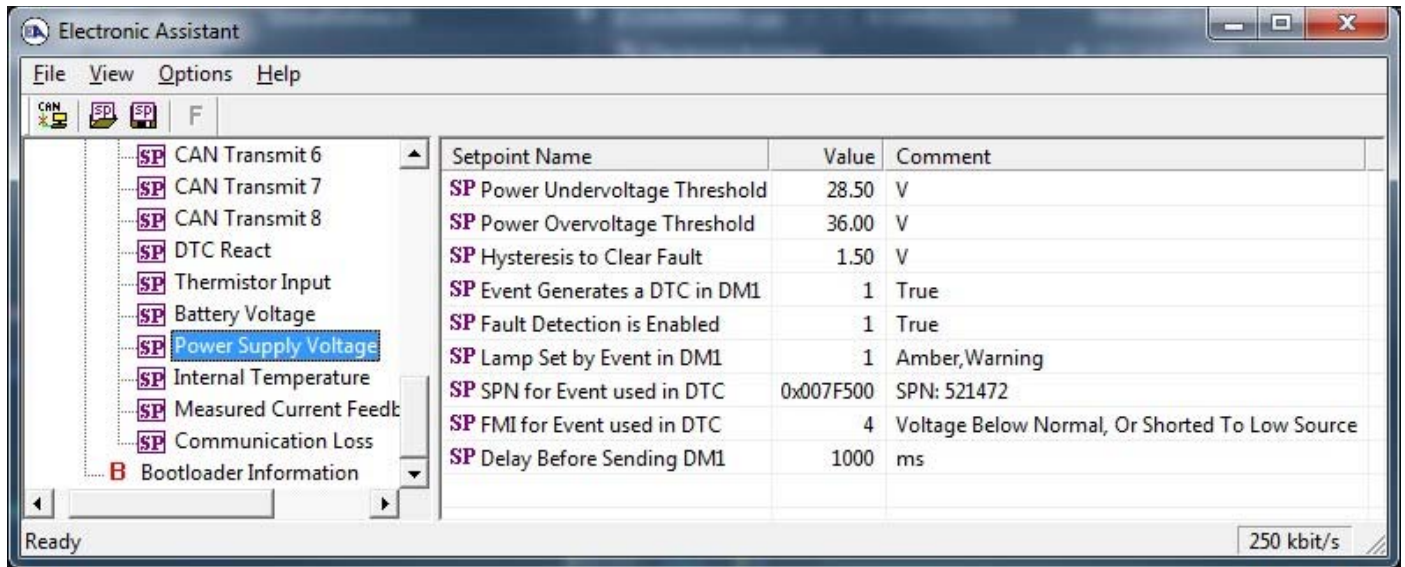 Electronic Assistant
File View Options Help
CAN SP SP F
SP CAN Transmit 6
SP CAN Transmit 7
SP CAN Transmit 8
SP DTC React
SP Thermistor Input
SP Battery Voltage
SP Power Supply Voltage
SP Internal Temperature
SP Measured Current Feedb
SP Communication Loss
B Bootloader Information
Setpoint Name Value Comment
SP Power Undervoltage Threshold 28.50 V
SP Power Overvoltage Threshold 36.00 V
SP Hysteresis to Clear Fault 1.50 V
SP Event Generates a DTC in DM1 1 True
SP Fault Detection is Enabled 1 True
SP Lamp Set by Event in DM1 1 Amber,Warning
SP SPN for Event used in DTC 0x007F500 SPN: 521472
SP FMI for Event used in DTC 4 Voltage Below Normal, Or Shorted To Low Source
SP Delay Before Sending DM1 1000 ms
Ready 250 kbit/s